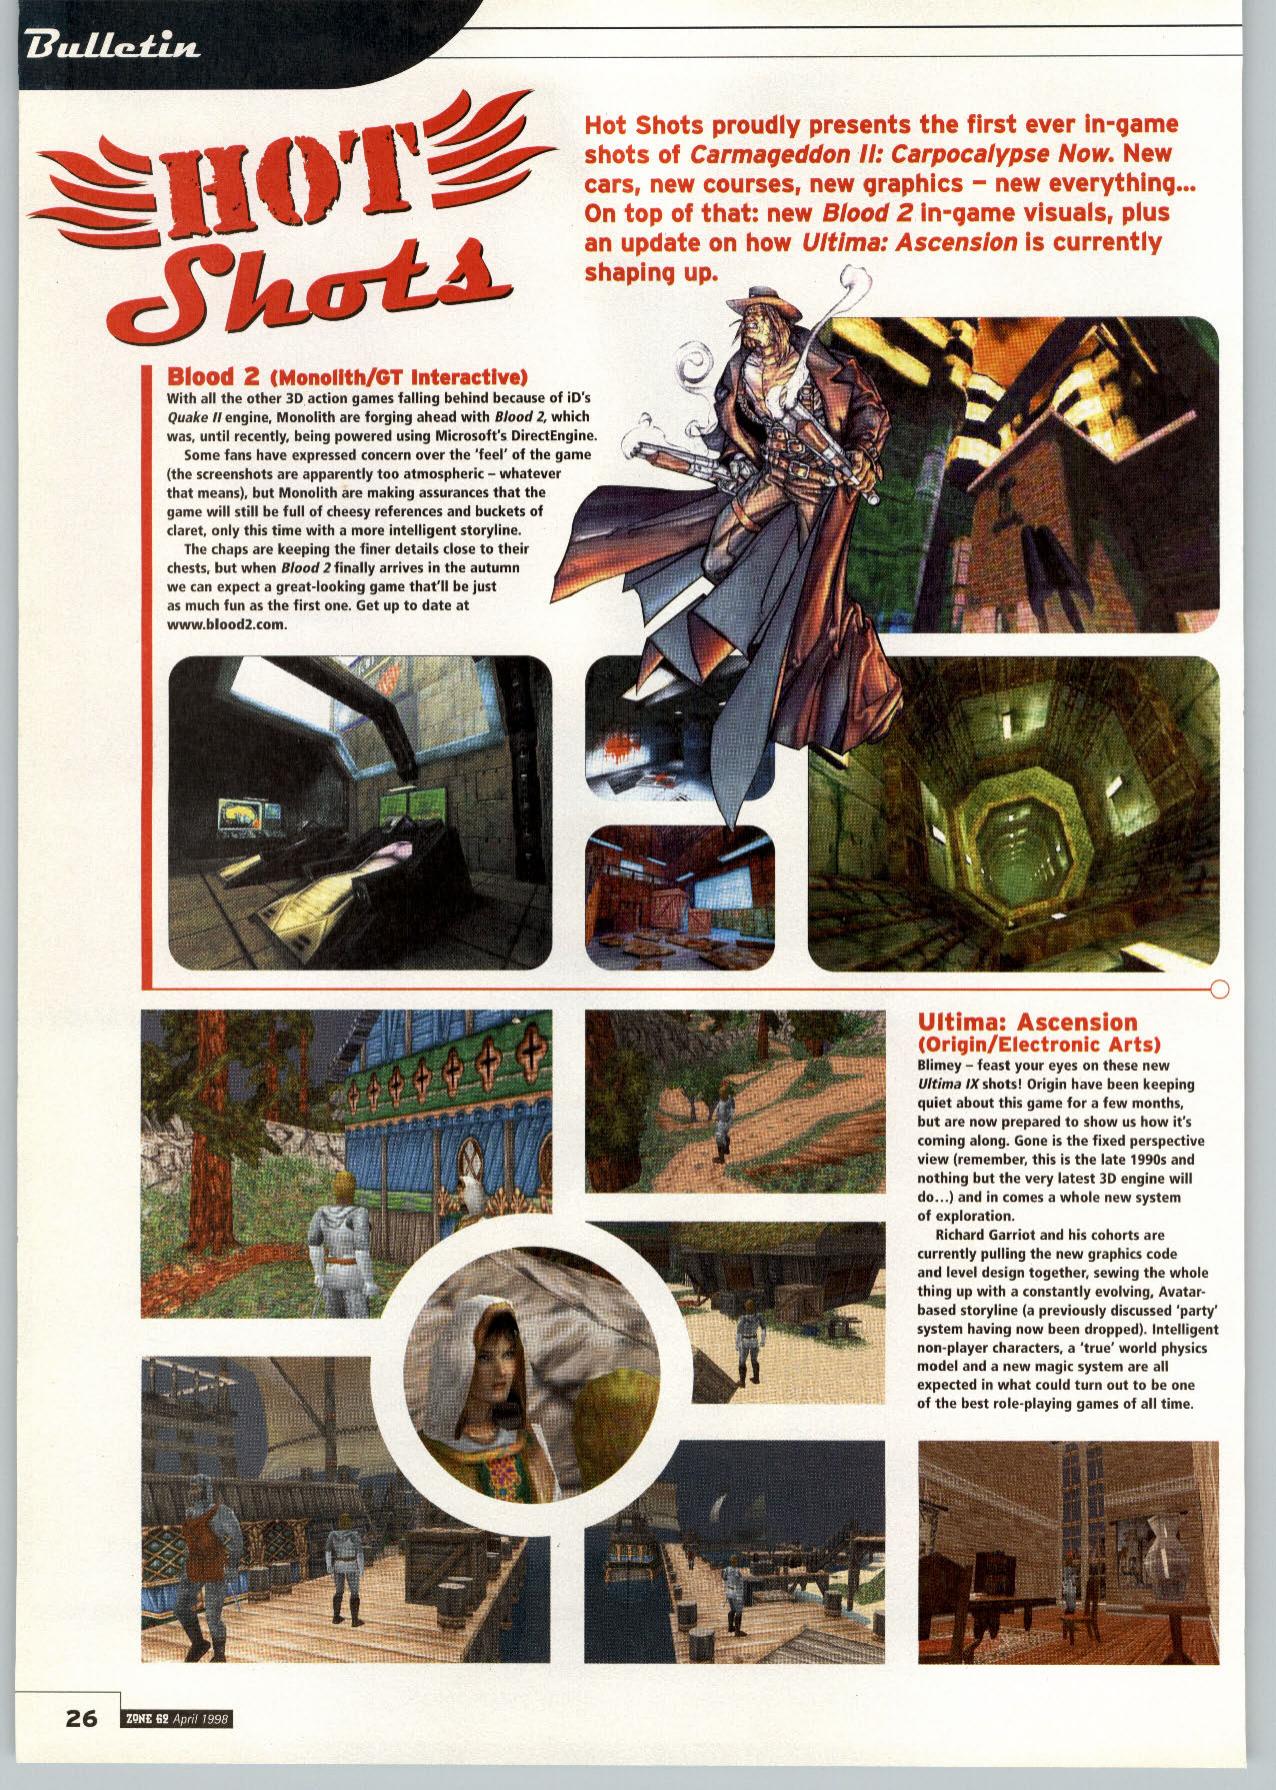 Bulletin
HOT
Shots
Hot Shots proudly presents the first ever in-game
shots of Carmageddon II: Carpocalypse Now. New
cars, new courses, new graphics – new everything...
On top of that: new Blood 2 in-game visuals, plus
an update on how Ultima: Ascension is currently
shaping up.
Blood 2 (Monolith/GT Interactive)
With all the other 3D action games falling behind because of iD's
Quake II engine, Monolith are forging ahead with Blood 2, which
was, until recently, being powered using Microsoft's DirectEngine.
Some fans have expressed concern over the 'feel' of the game
(the screenshots are apparently too atmospheric – whatever
that means), but Monolith are making assurances that the
game will still be full of cheesy references and buckets of
claret, only this time with a more intelligent storyline.
The chaps are keeping the finer details close to their
chests, but when Blood 2 finally arrives in the autumn
we can expect a great-looking game that'll be just
as much fun as the first one. Get up to date at
www.blood2.com.
Ultima: Ascension
(Origin/Electronic Arts)
Blimey – feast your eyes on these new
Ultima IX shots! Origin have been keeping
quiet about this game for a few months,
but are now prepared to show us how it's
coming along. Gone is the fixed perspective
view (remember, this is the late 1990s and
nothing but the very latest 3D engine will
do...) and in comes a whole new system
of exploration.
Richard Garriot and his cohorts are
currently pulling the new graphics code
and level design together, sewing the whole
thing up with a constantly evolving, Avatar-
based storyline (a previously discussed 'party'
system having now been dropped). Intelligent
non-player characters, a 'true' world physics
model and a new magic system are all
expected in what could turn out to be one
of the best role-playing games of all time.
26 ZONE 62 April 1998